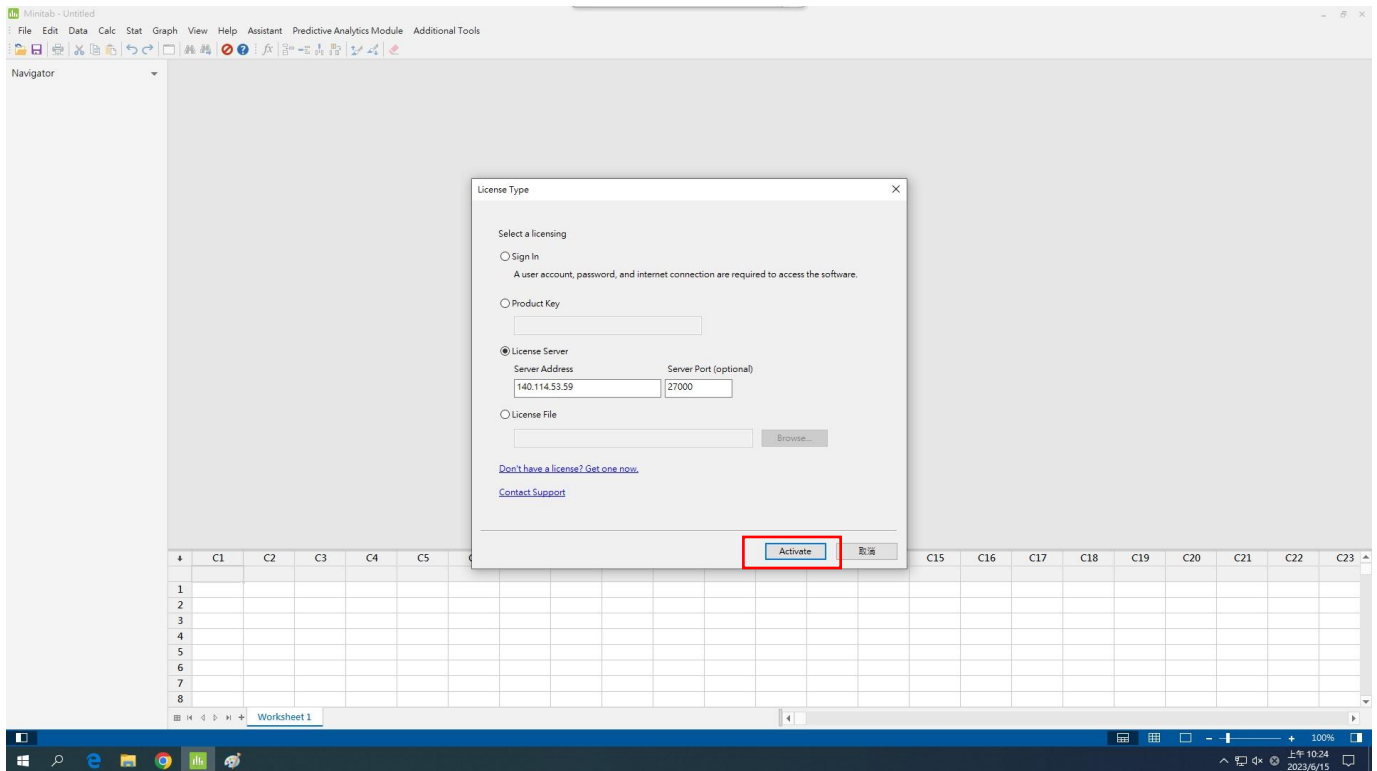 Minitab - Untitled
File Edit Data Calc Stat Graph View Help Assistant Predictive Analytics Module Additional Tools
Navigator
License Type
Select a licensing
Sign In
A user account, password, and internet connection are required to access the software.
Product Key
License Server
Server Address Server Port (optional)
140.114.53.59 27000
License File
Browse...
Don't have a license? Get one now.
Contact Support
Activate 取消
C1 C2 C3 C4 C5 C15 C16 C17 C18 C19 C20 C21 C22 C23
1
2
3
4
5
6
7
8
Worksheet 1
100%
上午 10:24
2023/6/15